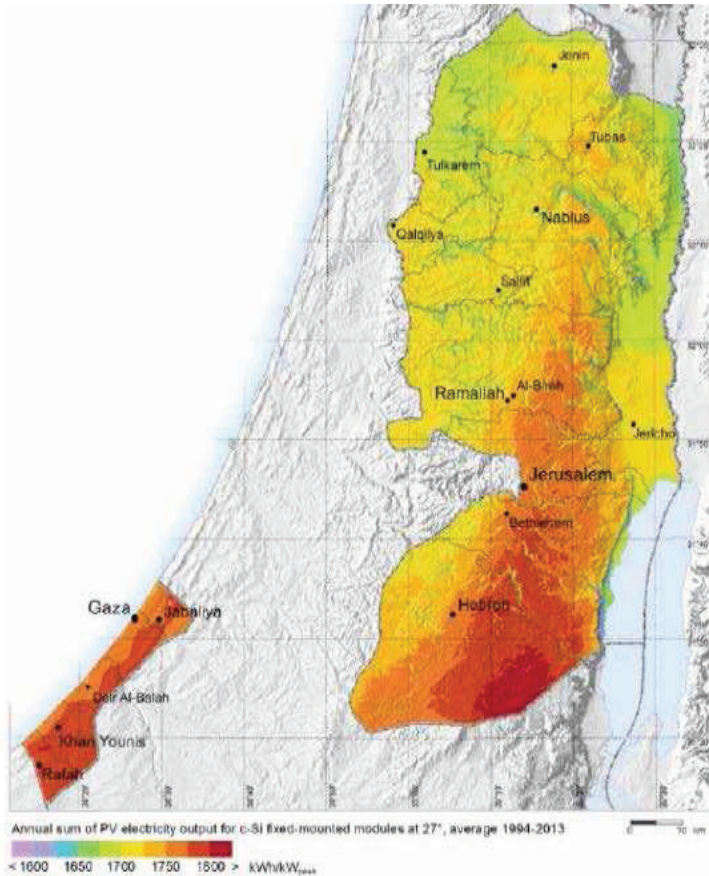 Jenin
Tubas
Tulkarem
Nablus
Qalqilya
Salfit
Al-Bireh
Ramallah
Jericho
Jerusalem
Bethlehem
Gaza
Jabaliya
Hebron
Deir Al-Balah
Khan Younis
Rafah
Annual sum of PV electricity output for c-Si fixed-mounted modules at 27°, average 1994-2013
< 1600 1650 1700 1750 1800 > kWh/kWpeak